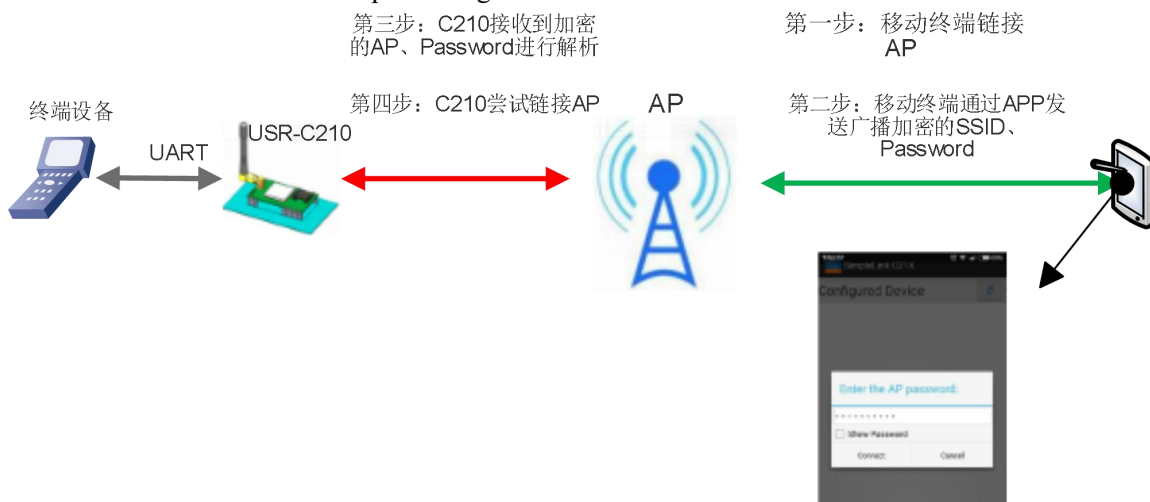 第三步：C210接收到加密
的AP、Password进行解析
第一步：移动终端链接
AP
终端设备
第四步：C210尝试链接AP
AP
第二步：移动终端通过APP发
送广播加密的SSID、
Password
USR-C210
UART
SimpleLink C21X
Configured Device
Enter the AP password:
Show Password
Connect Cancel